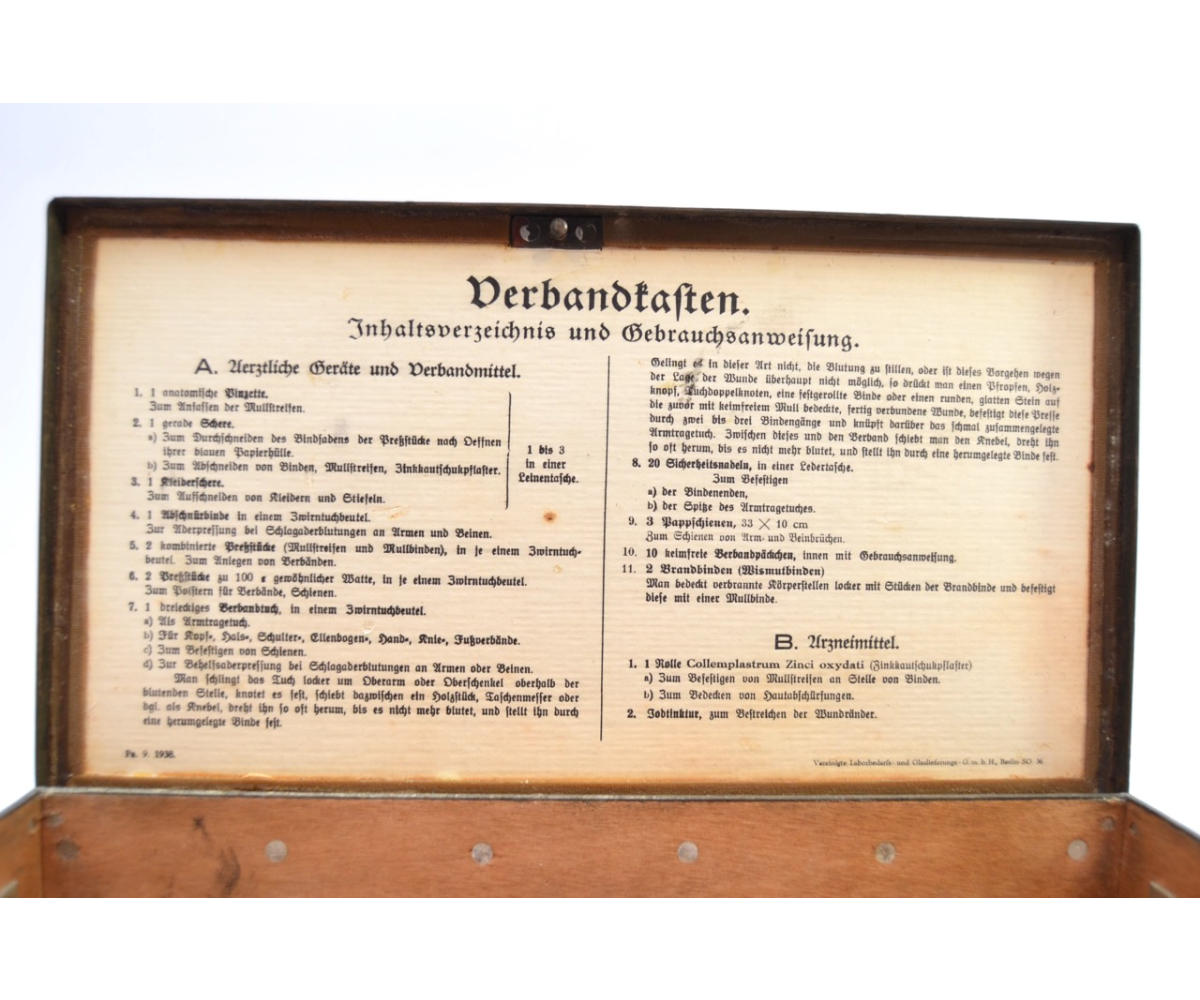 Verbandkasten.
Inhaltsverzeichnis und Gebrauchsanweisung.
A. Aerztliche Geräte und Verbandmittel.
1. 1 anatomische Pinzette.
Zum Anfassen der Mullstreifen.
2. 1 gerade Schere.
a) Zum Durchschneiden des Bindfadens der Preßstücke nach Oeffnen
ihrer blauen Papierhülle.
b) Zum Abschneiden von Binden, Mullstreifen, Zinkkautschukpflaster.
3. 1 Kleiderschere.
Zum Aufschneiden von Kleidern und Stiefeln.
1 bis 3
in einer
Leinentasche.
4. 1 Abschnürbinde in einem Zwirntuchbeutel.
Zur Aderpressung bei Schlagaderblutungen an Armen und Beinen.
5. 2 kombinierte Preßstücke (Mullstreifen und Mullbinden), in je einem Zwirntuch-
beutel. Zum Anlegen von Verbänden.
6. 2 Preßstücke zu 100 g gewöhnlicher Watte, in je einem Zwirntuchbeutel.
Zum Polstern für Verbände, Schienen.
7. 1 dreieckiges Verbandtuch, in einem Zwirntuchbeutel.
a) Als Armtragetuch.
b) Für Kopf-, Hals-, Schulter-, Ellenbogen-, Hand-, Knie-, Fußverbände.
c) Zum Befestigen von Schienen.
d) Zur Behelfsaderpressung bei Schlagaderblutungen an Armen oder Beinen.
Man schlingt das Tuch locker um Oberarm oder Oberschenkel oberhalb der
blutenden Stelle, knotet es fest, schiebt dazwischen ein Holzstück, Taschenmesser oder
dgl. als Knebel, dreht ihn so oft herum, bis es nicht mehr blutet, und stellt ihn durch
eine herumgelegte Binde fest.
Fa. 9. 1938.
Gelingt es in dieser Art nicht, die Blutung zu stillen, oder ist dieses Vorgehen wegen
der Lage der Wunde überhaupt nicht möglich, so drückt man einen Pfropfen, Holz-
knopf, Tuchdoppelknoten, eine festgerollte Binde oder einen runden, glatten Stein auf
die zuvor mit keimfreiem Mull bedeckte, fertig verbundene Wunde, befestigt diese Presse
durch zwei bis drei Bindengänge und knüpft darüber das schmal zusammengelegte
Armtragetuch. Zwischen dieses und den Verband schiebt man den Knebel, dreht ihn
so oft herum, bis es nicht mehr blutet, und stellt ihn durch eine herumgelegte Binde fest.
8. 20 Sicherheitsnadeln, in einer Ledertasche.
Zum Befestigen
a) der Bindenenden,
b) der Spitze des Armtragetuches.
9. 3 Pappschienen, 33 × 10 cm
Zum Schienen von Arm- und Beinbrüchen.
10. 10 keimfreie Verbandpäckchen, innen mit Gebrauchsanweisung.
11. 2 Brandbinden (Wismutbinden)
Man bedeckt verbrannte Körperstellen locker mit Stücken der Brandbinde und befestigt
diese mit einer Mullbinde.
B. Arzneimittel.
1. 1 Rolle Collemplastrum Zinci oxydati (Zinkkautschukpflaster)
a) Zum Befestigen von Mullstreifen an Stelle von Binden.
b) Zum Bedecken von Hautabschürfungen.
2. Jodtinktur, zum Bestreichen der Wundränder.
Vereinigte Laborbedarfs- und Glaslieferungs-G. m. b. H., Berlin SO 36